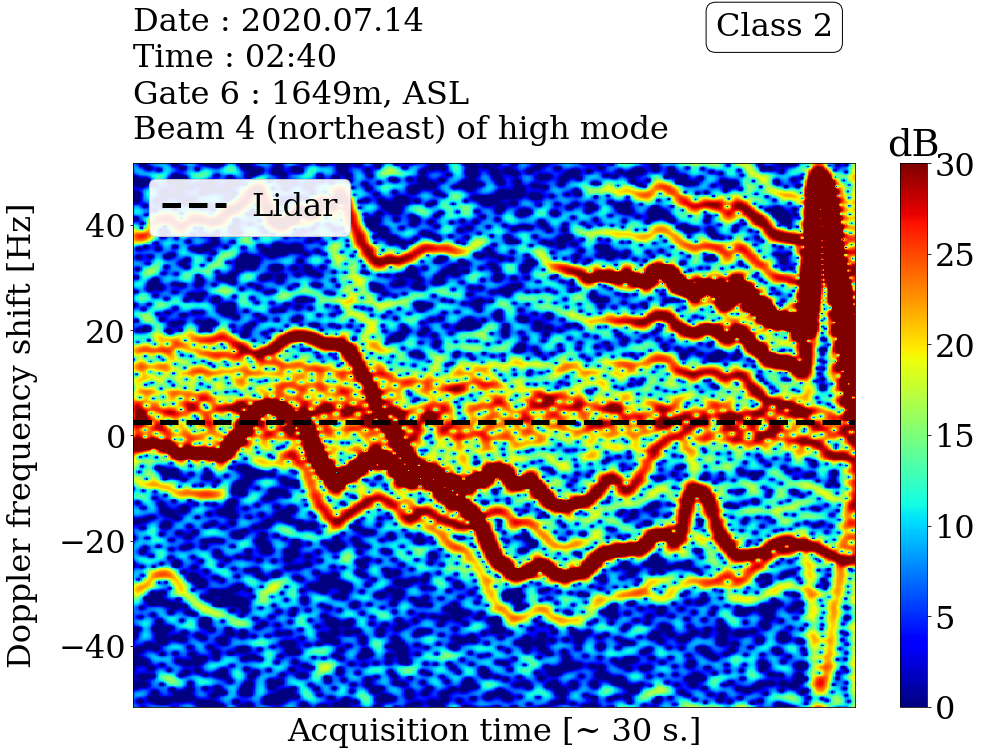 Date : 2020.07.14
Time : 02:40
Gate 6 : 1649m, ASL
Beam 4 (northeast) of high mode
Class 2
dB
Lidar
Doppler frequency shift [Hz]
40
20
0
−20
−40
30
25
20
15
10
5
0
Acquisition time [~ 30 s.]